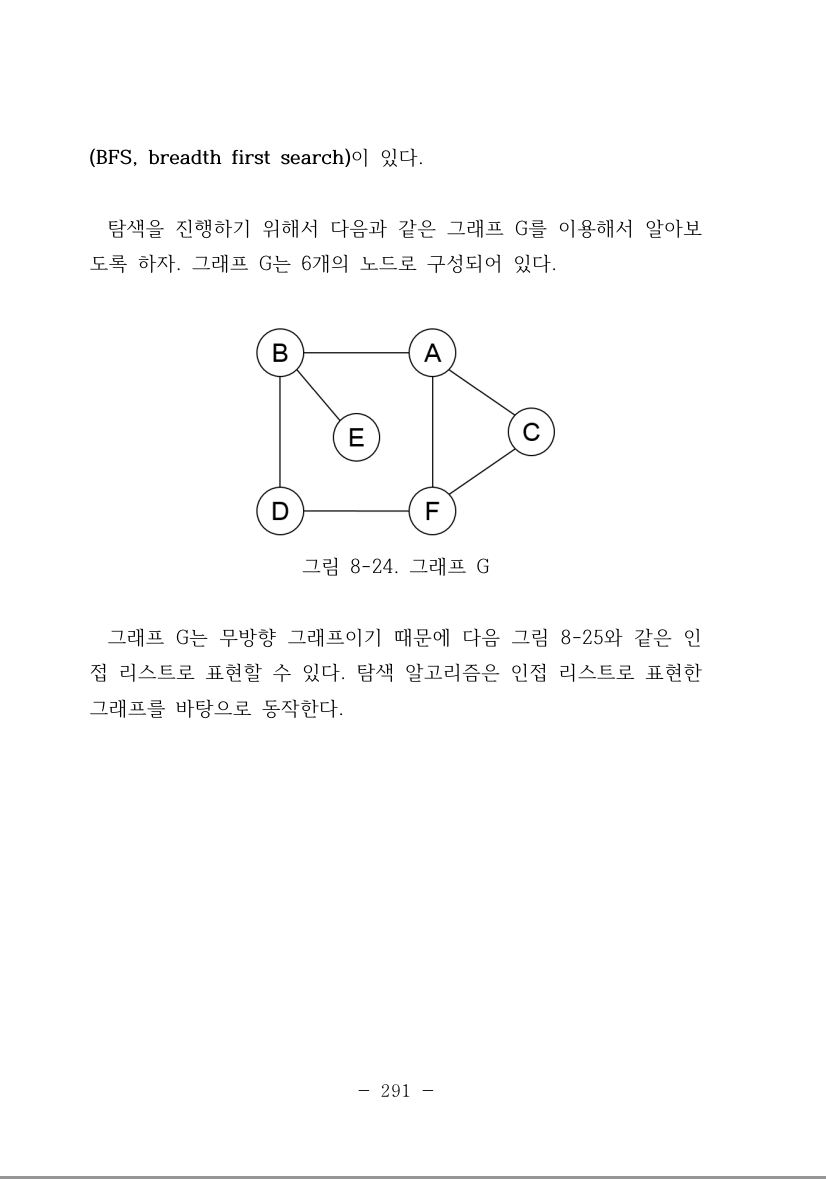 (BFS, breadth first search)이 있다.
탐색을 진행하기 위해서 다음과 같은 그래프 G를 이용해서 알아보
도록 하자. 그래프 G는 6개의 노드로 구성되어 있다.
B A
E C
D F
그림 8-24. 그래프 G
그래프 G는 무방향 그래프이기 때문에 다음 그림 8-25와 같은 인
접 리스트로 표현할 수 있다. 탐색 알고리즘은 인접 리스트로 표현한
그래프를 바탕으로 동작한다.
- 291 -